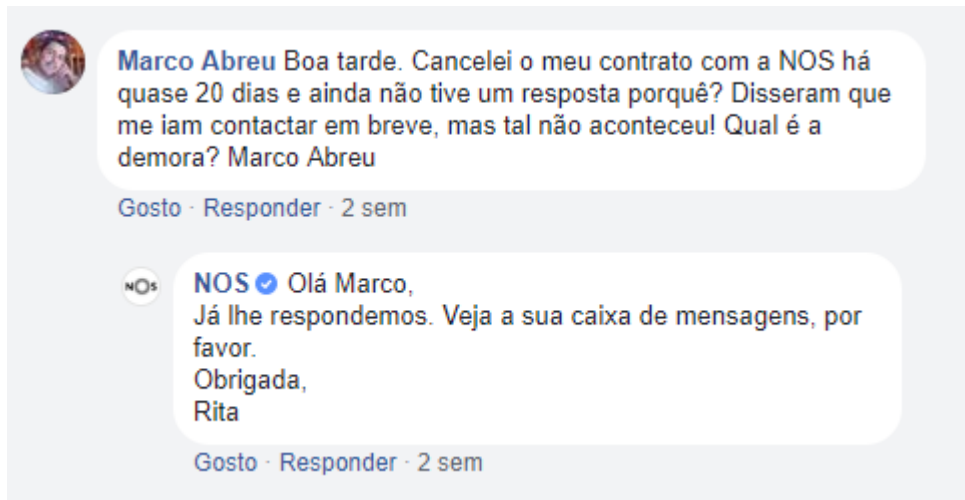 Marco Abreu Boa tarde. Cancelei o meu contrato com a NOS há
quase 20 dias e ainda não tive um resposta porquê? Disseram que
me iam contactar em breve, mas tal não aconteceu! Qual é a
demora? Marco Abreu
Gosto · Responder · 2 sem
NOS
NOS Olá Marco,
Já lhe respondemos. Veja a sua caixa de mensagens, por
favor.
Obrigada,
Rita
Gosto · Responder · 2 sem